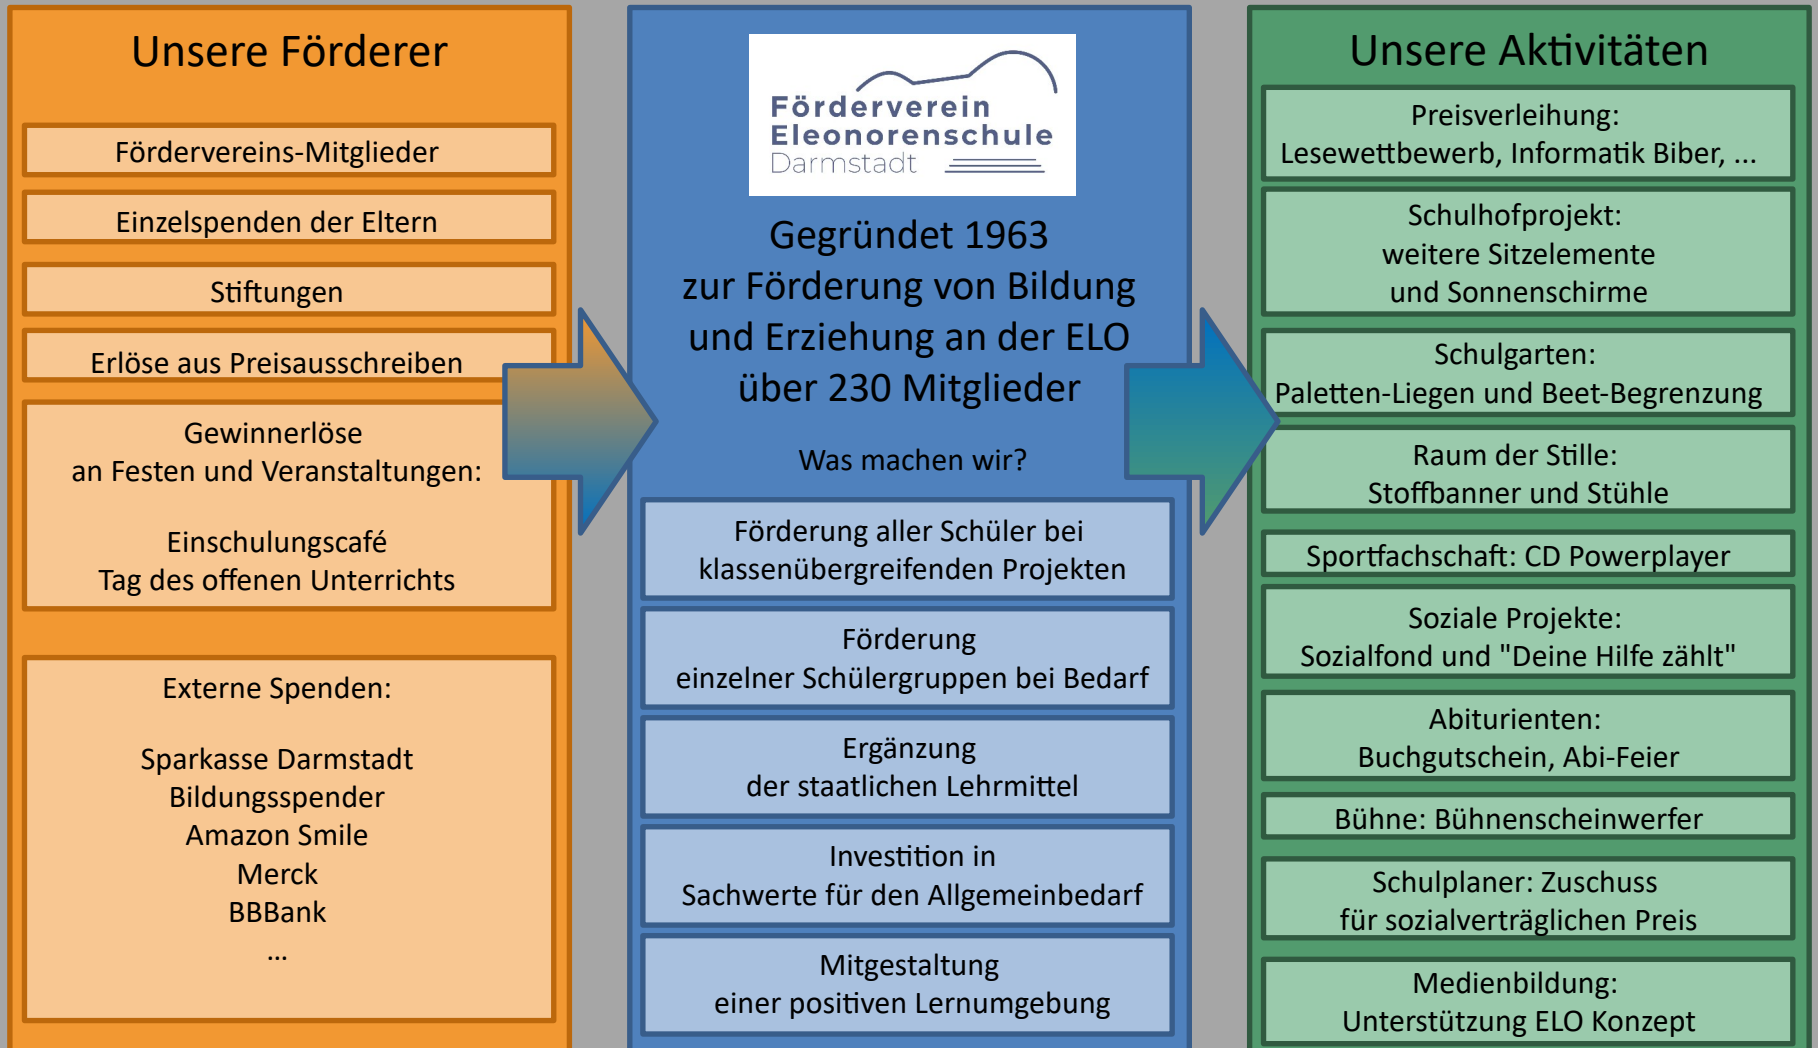 Unsere Förderer
Fördervereins-Mitglieder
Einzelspenden der Eltern
Stiftungen
Erlöse aus Preisausschreiben
Gewinnerlöse
an Festen und Veranstaltungen:
Einschulungscafé
Tag des offenen Unterrichts
Externe Spenden:
Sparkasse Darmstadt
Bildungsspender
Amazon Smile
Merck
BBBank
...
Förderverein
Eleonorenschule
Darmstadt
Gegründet 1963
zur Förderung von Bildung
und Erziehung an der ELO
über 230 Mitglieder
Was machen wir?
Förderung aller Schüler bei
klassenübergreifenden Projekten
Förderung
einzelner Schülergruppen bei Bedarf
Ergänzung
der staatlichen Lehrmittel
Investition in
Sachwerte für den Allgemeinbedarf
Mitgestaltung
einer positiven Lernumgebung
Unsere Aktivitäten
Preisverleihung:
Lesewettbewerb, Informatik Biber, ...
Schulhofprojekt:
weitere Sitzelemente
und Sonnenschirme
Schulgarten:
Paletten-Liegen und Beet-Begrenzung
Raum der Stille:
Stoffbanner und Stühle
Sportfachschaft: CD Powerplayer
Soziale Projekte:
Sozialfond und "Deine Hilfe zählt"
Abiturienten:
Buchgutschein, Abi-Feier
Bühne: Bühnenscheinwerfer
Schulplaner: Zuschuss
für sozialverträglichen Preis
Medienbildung:
Unterstützung ELO Konzept